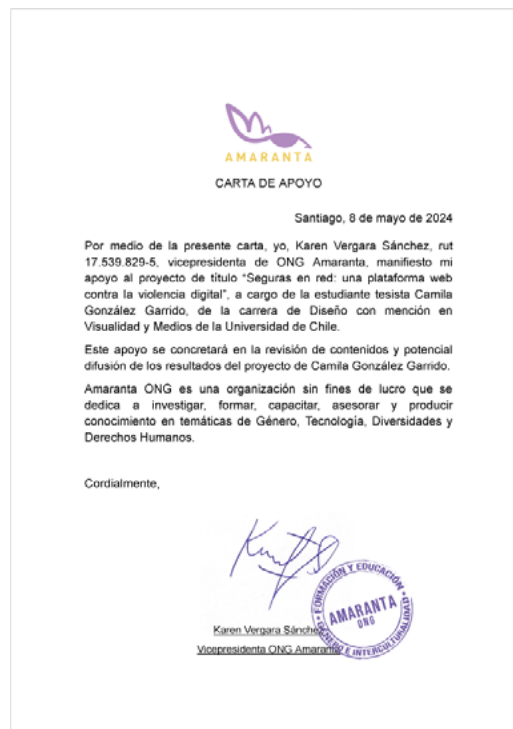 AMARANTA
CARTA DE APOYO
Santiago, 8 de mayo de 2024
Por medio de la presente carta, yo, Karen Vergara Sánchez, rut
17.539.829-5, vicepresidenta de ONG Amaranta, manifiesto mi
apoyo al proyecto de título "Seguras en red: una plataforma web
contra la violencia digital", a cargo de la estudiante tesista Camila
González Garrido, de la carrera de Diseño con mención en
Visualidad y Medios de la Universidad de Chile.
Este apoyo se concretará en la revisión de contenidos y potencial
difusión de los resultados del proyecto de Camila González Garrido.
Amaranta ONG es una organización sin fines de lucro que se
dedica a investigar, formar, capacitar, asesorar y producir
conocimiento en temáticas de Género, Tecnología, Diversidades y
Derechos Humanos.
Cordialmente,
FORMACIÓN Y EDUCACIÓN
AMARANTA
ONG
GÉNERO E INTERCULTURALIDAD
Karen Vergara Sánchez
Vicepresidenta ONG Amaranta